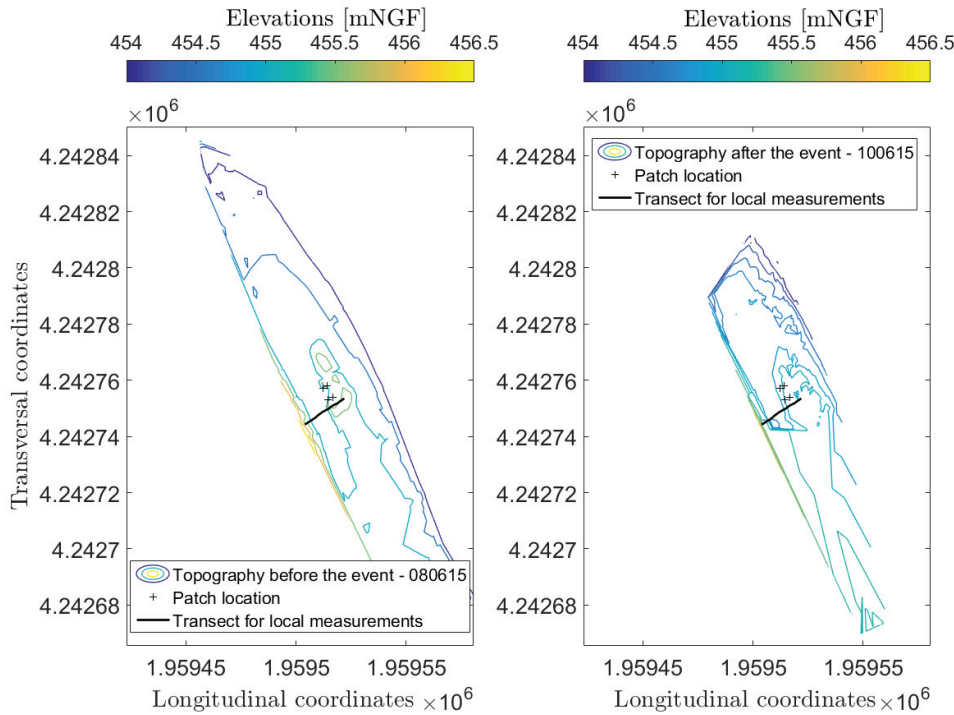 Elevations [mNGF]
454 454.5 455 455.5 456 456.5
×10^6
4.24284
4.24282
4.2428
4.24278
4.24276
4.24274
4.24272
4.2427
4.24268
Transversal coordinates
Topography before the event - 080615
Patch location
Transect for local measurements
1.95945 1.9595 1.95955
Longitudinal coordinates ×10^6
Elevations [mNGF]
454 454.5 455 455.5 456 456.5
×10^6
Topography after the event - 100615
Patch location
Transect for local measurements
4.24284
4.24282
4.2428
4.24278
4.24276
4.24274
4.24272
4.2427
4.24268
1.95945 1.9595 1.95955
Longitudinal coordinates ×10^6